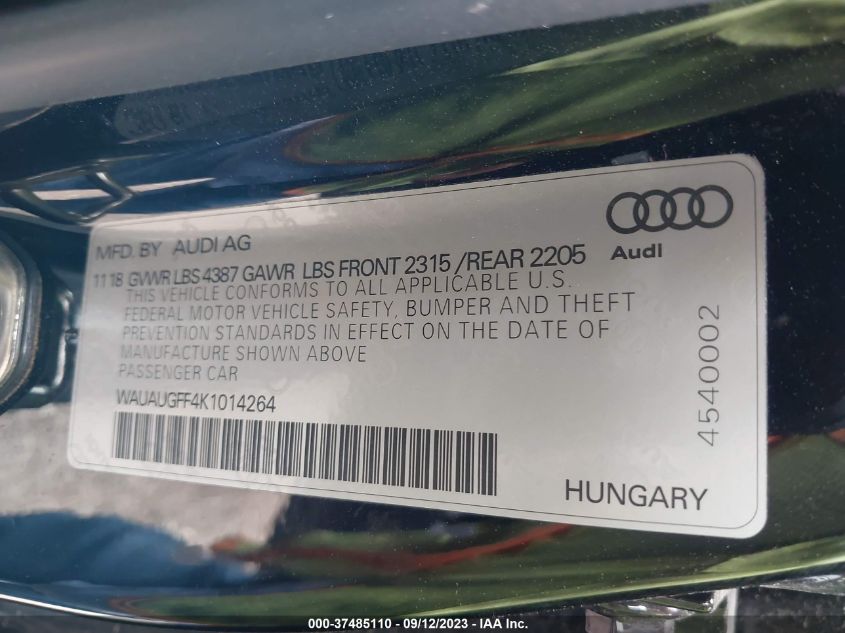 MFD. BY AUDI AG
Audi
1118 GVWR LBS 4387 GAWR LBS FRONT 2315 /REAR 2205
THIS VEHICLE CONFORMS TO ALL APPLICABLE U.S.
FEDERAL MOTOR VEHICLE SAFETY, BUMPER AND THEFT
PREVENTION STANDARDS IN EFFECT ON THE DATE OF
MANUFACTURE SHOWN ABOVE
PASSENGER CAR
WAUAUGFF4K1014264
4540002
HUNGARY
000-37485110 - 09/12/2023 - IAA Inc.